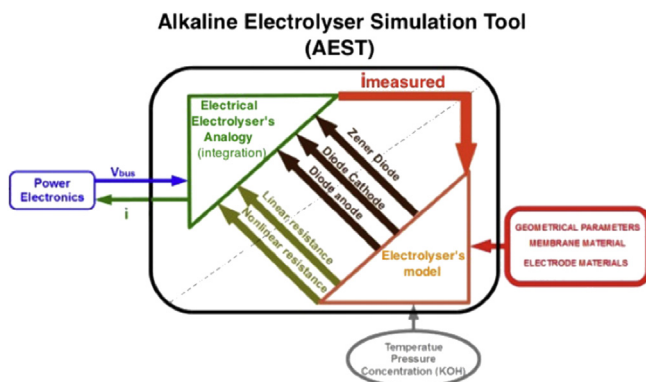 Alkaline Electrolyser Simulation Tool
(AEST)
imeasured
Electrical
Electrolyser's
Analogy
(integration)
Zener Diode
Diode Cathode
Diode anode
Linear resistance
Nonlinear resistance
Vbus
Power
Electronics
i
Electrolyser's
model
GEOMETRICAL PARAMETERS
MEMBRANE MATERIAL
ELECTRODE MATERIALS
Temperatue
Pressure
Concentration (KOH)